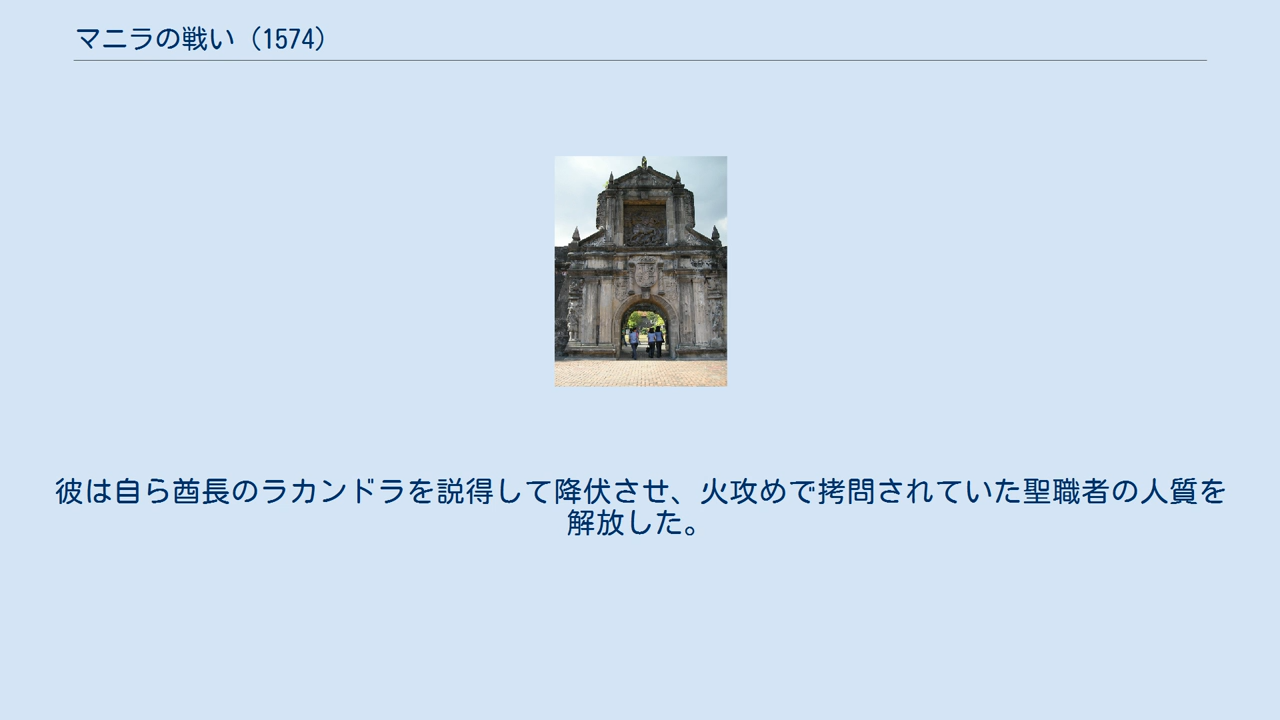 マニラの戦い（1574）
彼は自ら酋長のラカンドラを説得して降伏させ、火攻めで拷問されていた聖職者の人質を
解放した。